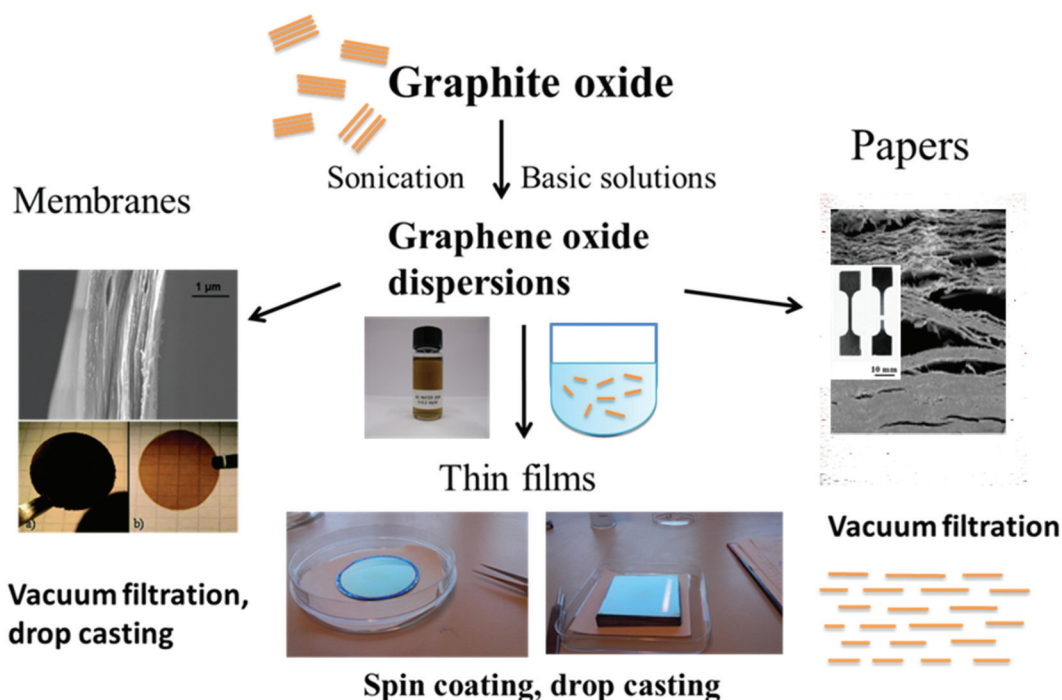 Graphite oxide
Sonication
Basic solutions
Papers
Membranes
Graphene oxide
dispersions
1 µm
10 mm
a)
b)
Thin films
Vacuum filtration
Vacuum filtration,
drop casting
Spin coating, drop casting